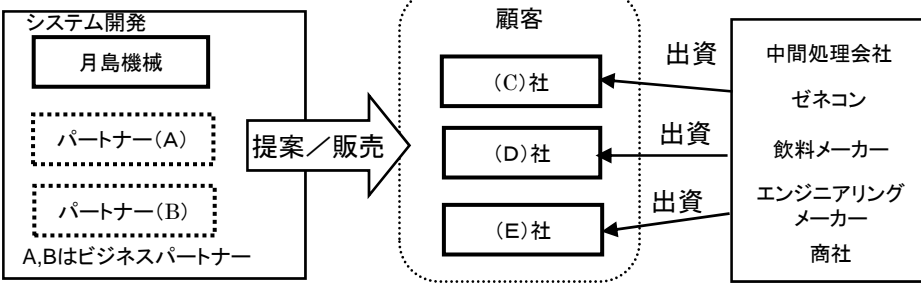 システム開発
月島機械
パートナー(A)
パートナー(B)
A,Bはビジネスパートナー
提案／販売
顧客
(C)社
(D)社
(E)社
出資
出資
出資
中間処理会社
ゼネコン
飲料メーカー
エンジニアリング
メーカー
商社